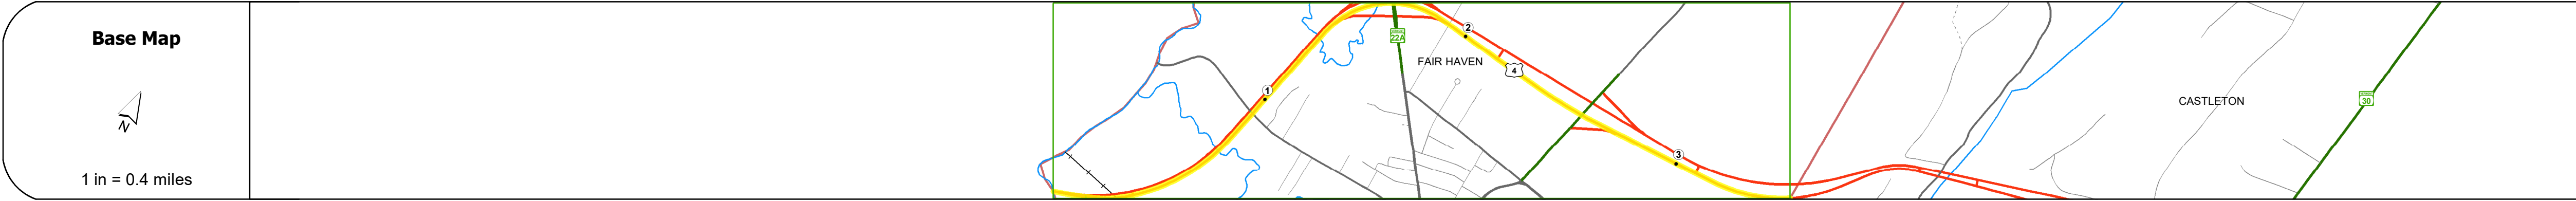 Base Map
N
1 in = 0.4 miles
1
22A
2
FAIR HAVEN
4
3
CASTLETON
30